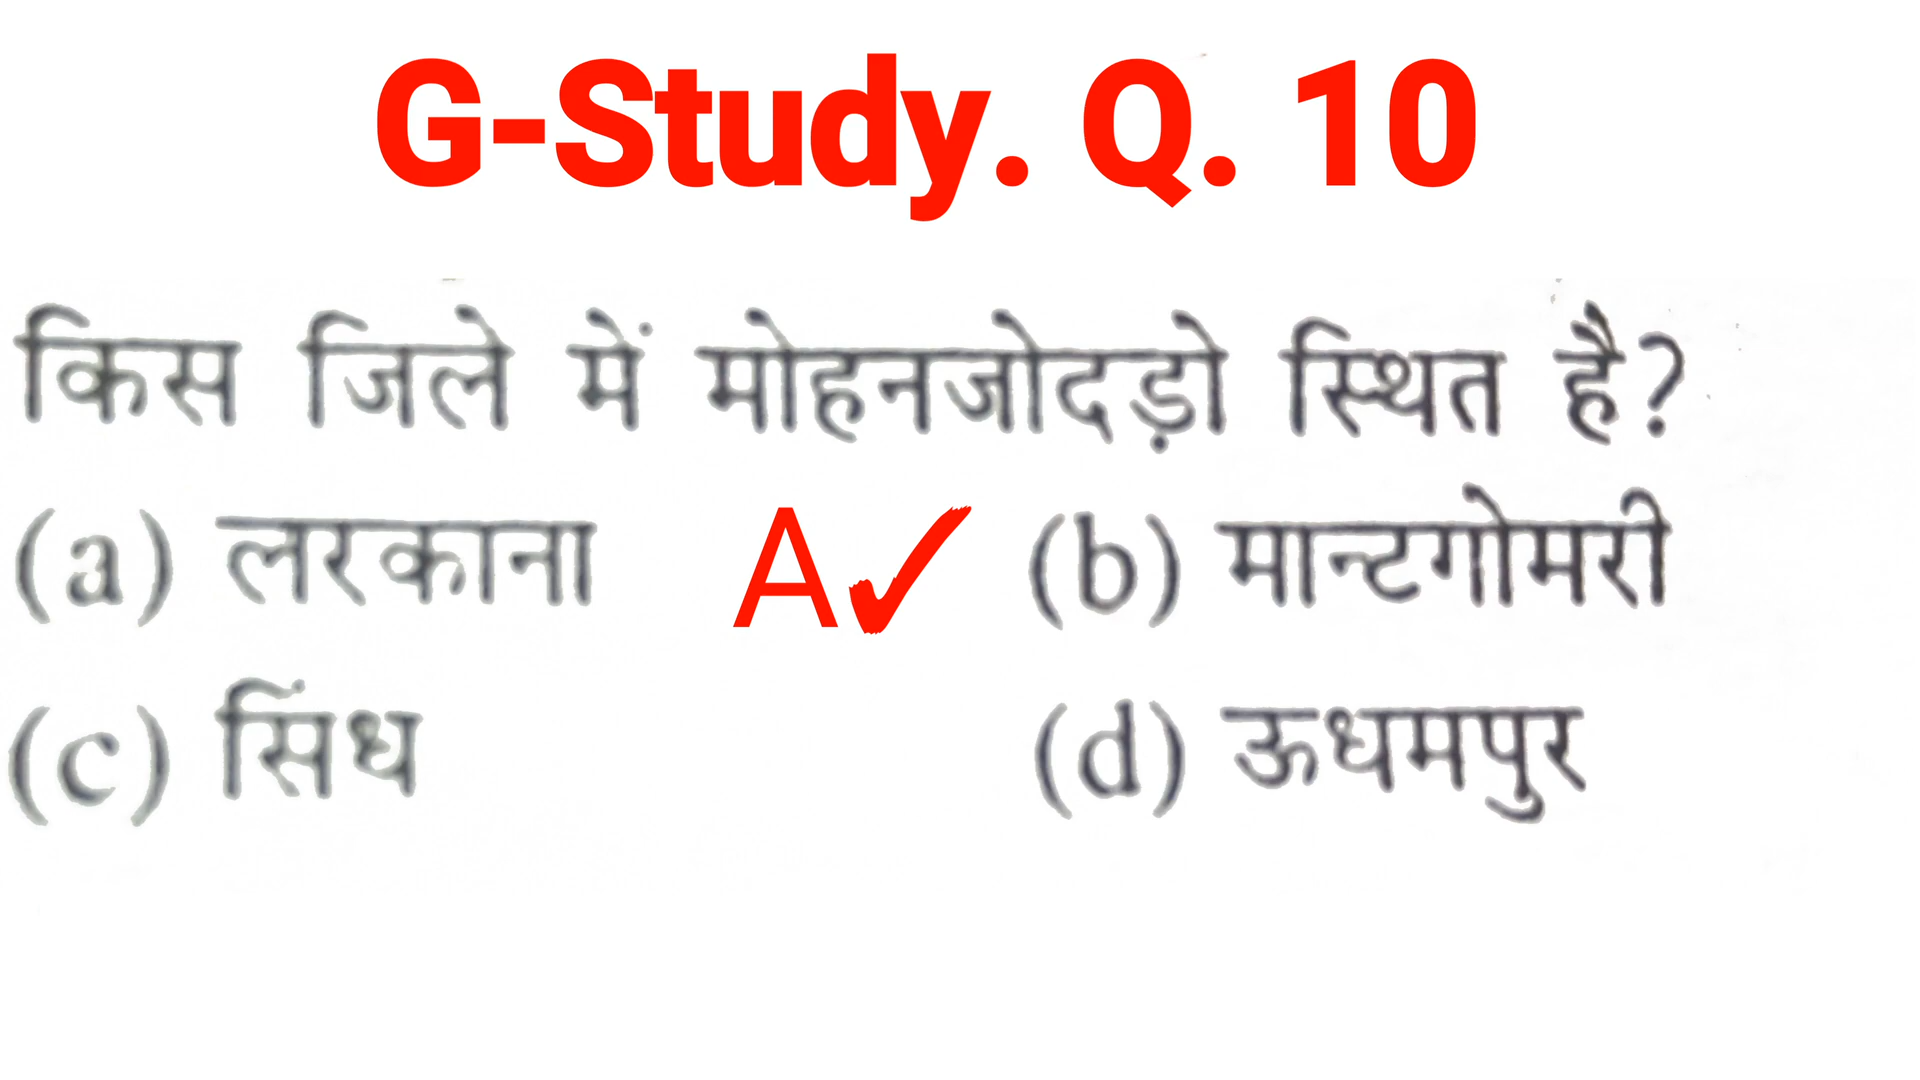 G-Study. Q. 10
किस जिले में मोहनजोदड़ो स्थित है?
(a) लरकाना A✓ (b) मान्टगोमरी
(c) सिंध (d) ऊधमपुर